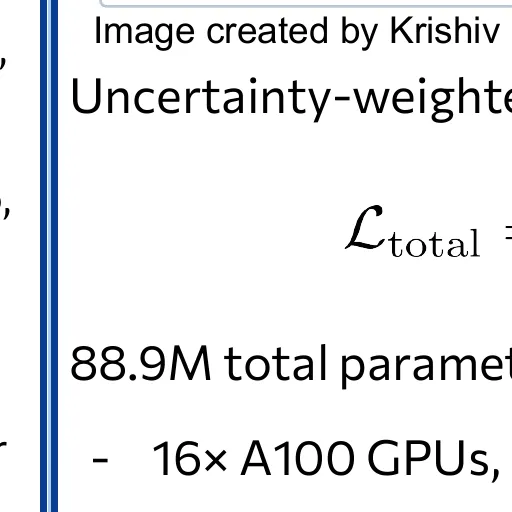 Image created by Krishiv
Uncertainty-weighte
ℒtotal =
88.9M total paramet
- 16× A100 GPUs,